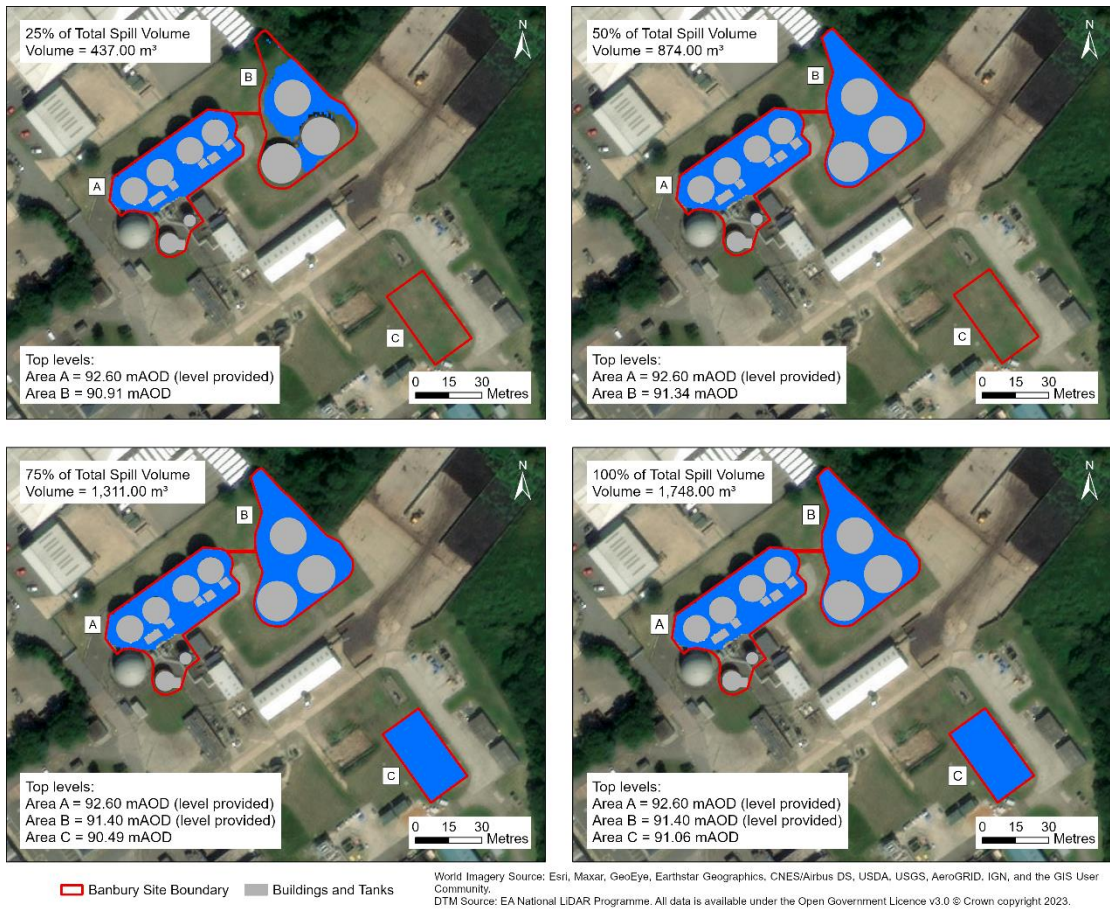 25% of Total Spill Volume
Volume = 437.00 m³
N
B
A
C
Top levels:
Area A = 92.60 mAOD (level provided)
Area B = 90.91 mAOD
0 15 30
Metres
50% of Total Spill Volume
Volume = 874.00 m³
N
B
A
C
Top levels:
Area A = 92.60 mAOD (level provided)
Area B = 91.34 mAOD
0 15 30
Metres
75% of Total Spill Volume
Volume = 1,311.00 m³
N
B
A
C
Top levels:
Area A = 92.60 mAOD (level provided)
Area B = 91.40 mAOD (level provided)
Area C = 90.49 mAOD
0 15 30
Metres
100% of Total Spill Volume
Volume = 1,748.00 m³
N
B
A
C
Top levels:
Area A = 92.60 mAOD (level provided)
Area B = 91.40 mAOD (level provided)
Area C = 91.06 mAOD
0 15 30
Metres
Banbury Site Boundary
Buildings and Tanks
World Imagery Source: Esri, Maxar, GeoEye, Earthstar Geographics, CNES/Airbus DS, USDA, USGS, AeroGRID, IGN, and the GIS User
Community.
DTM Source: EA National LiDAR Programme. All data is available under the Open Government Licence v3.0 © Crown copyright 2023.